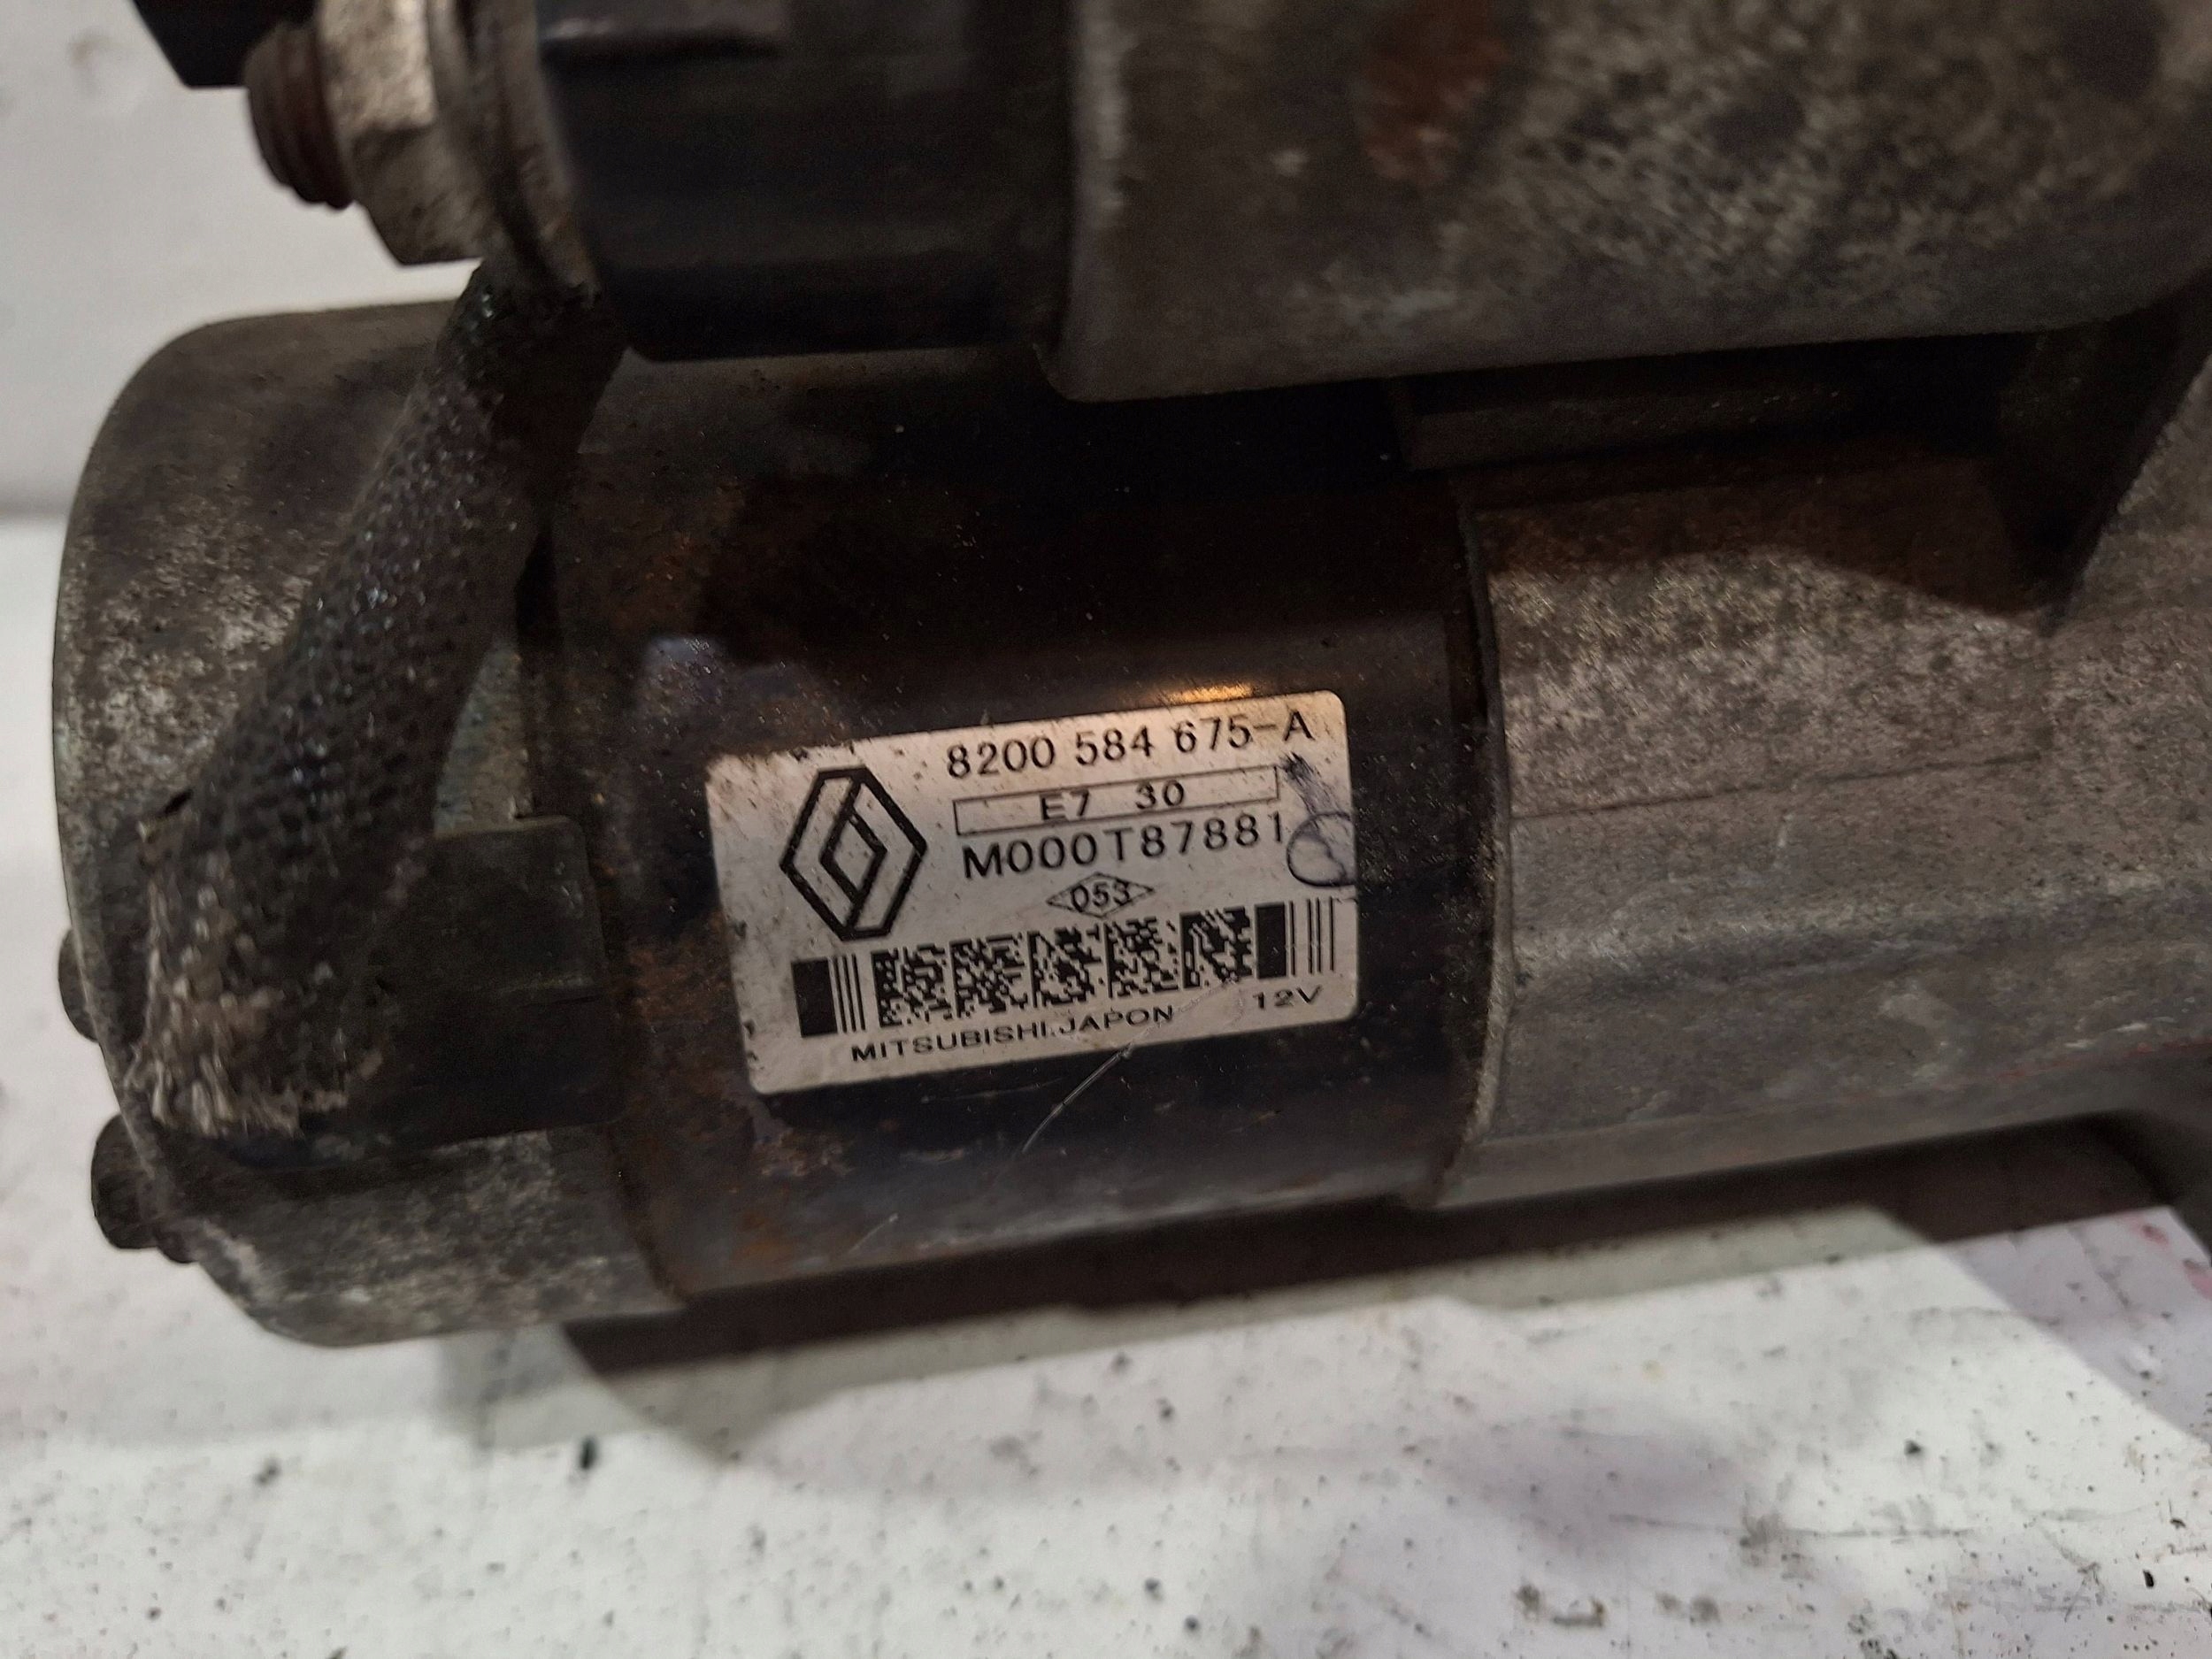 8200 584 675-A
E7 30
M000T87881
053
MITSUBISHI.JAPON 12V